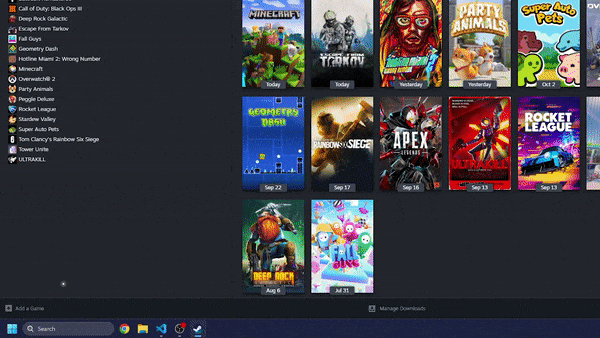 Call of Duty: Black Ops III
Deep Rock Galactic
Escape From Tarkov
Fall Guys
Geometry Dash
Hotline Miami 2: Wrong Number
Minecraft
Overwatch® 2
Party Animals
Peggle Deluxe
Rocket League
Stardew Valley
Super Auto Pets
Tom Clancy's Rainbow Six Siege
Tower Unite
ULTRAKILL
MINECRAFT
TARKOV
PARTY
ANIMALS
Super Auto
Pets
Today
Today
Yesterday
Yesterday
Oct 2
GEOMETRY
DASH
RAINBOW SIX SIEGE
APEX
LEGENDS
ULTRAKILL
ROCKET
LEAGUE
Sep 22
Sep 17
Sep 16
Sep 13
Sep 13
DEEP ROCK
FALL
GUYS
Aug 6
Jul 31
Add a Game
Manage Downloads
Search